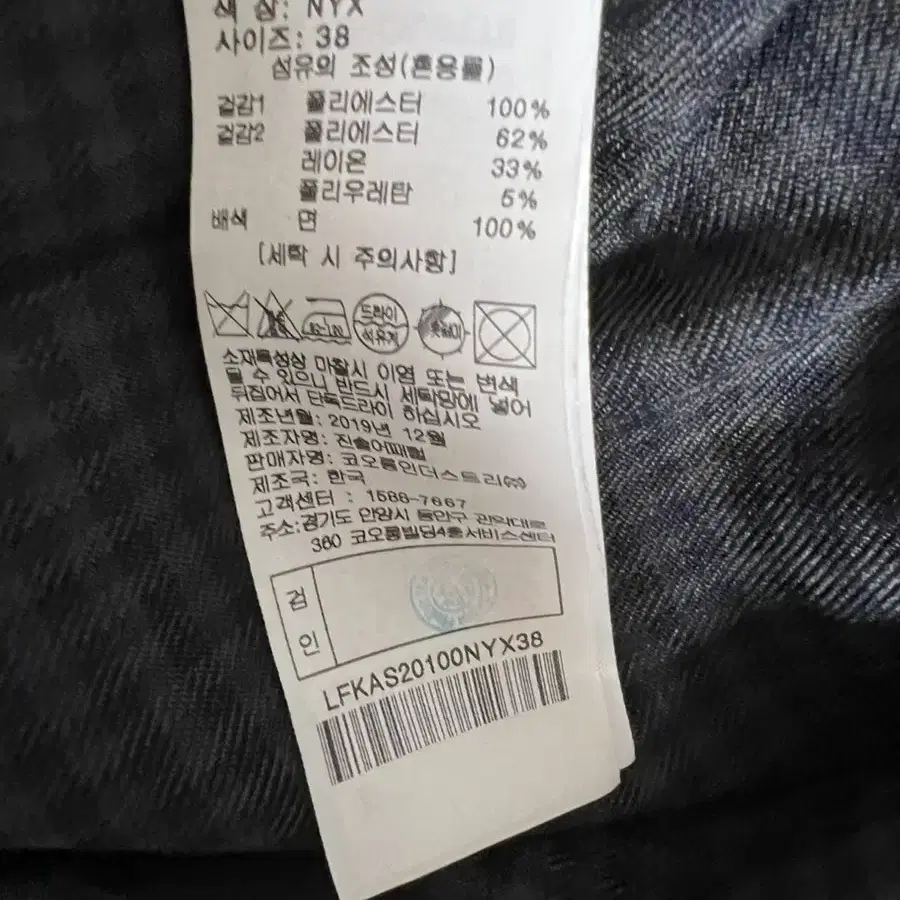 색 상: NYX
사이즈: 38
섬유의 조성(혼용률)
겉감1 폴리에스터 100%
겉감2 폴리에스터 62%
레이온 33%
폴리우레탄 5%
배색 면 100%
[세탁 시 주의사항]
드라이
석유계
소재특성상 마찰시 이염 또는 변색
될 수 있으니 반드시 세탁망에 넣어
뒤집어서 단독드라이 하십시오
제조년월: 2019년 12월
제조자명: 진솔어패럴
판매자명: 코오롱인더스트리㈜
제조국: 한국
고객센터 : 1588-7667
주소:경기도 안양시 동안구 관악대로
360 코오롱빌딩4층서비스센터
검
인
LFKAS20100NYX38